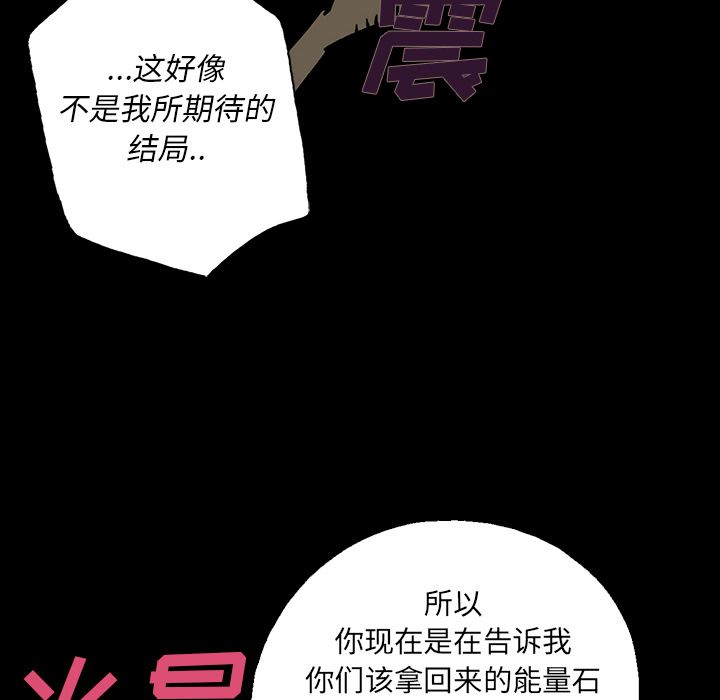 震
...这好像
不是我所期待的
结局..
所以
你现在是在告诉我
你们该拿回来的能量石